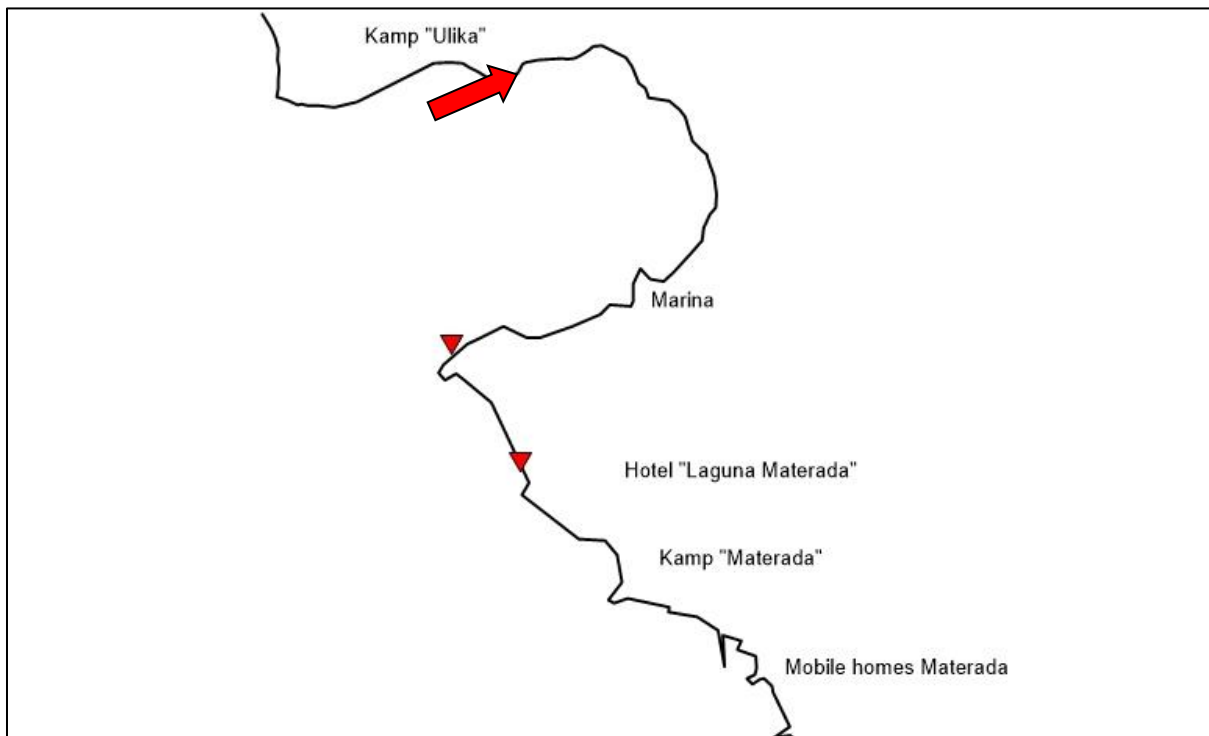 Kamp "Ulika"
Marina
Hotel "Laguna Materada"
Kamp "Materada"
Mobile homes Materada